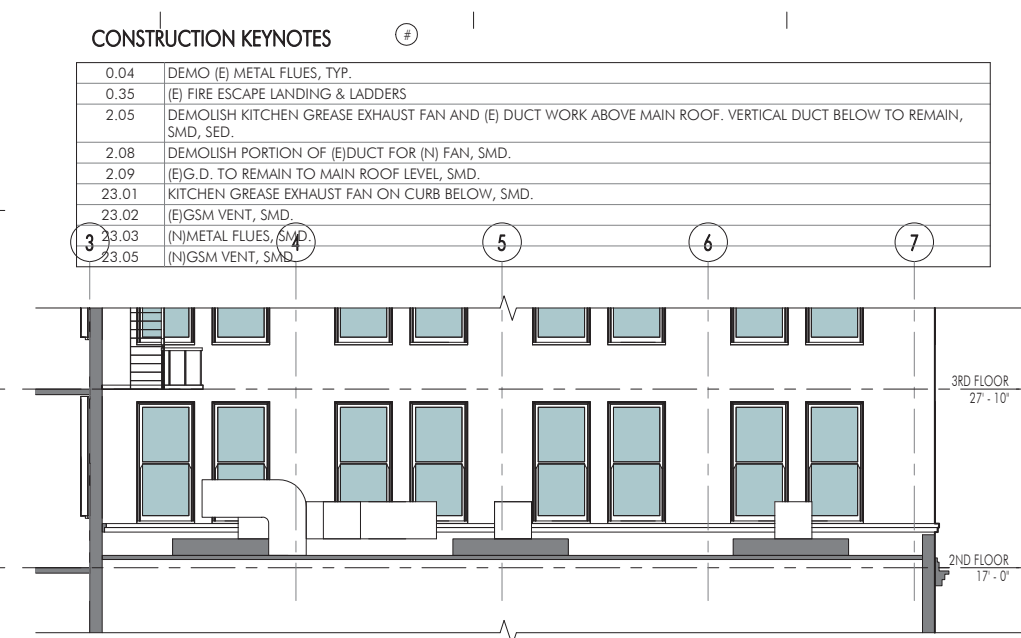 CONSTRUCTION KEYNOTES #
0.04 DEMO (E) METAL FLUES, TYP.
0.35 (E) FIRE ESCAPE LANDING & LADDERS
2.05 DEMOLISH KITCHEN GREASE EXHAUST FAN AND (E) DUCT WORK ABOVE MAIN ROOF. VERTICAL DUCT BELOW TO REMAIN,
SMD, SED.
2.08 DEMOLISH PORTION OF (E)DUCT FOR (N) FAN, SMD.
2.09 (E)G.D. TO REMAIN TO MAIN ROOF LEVEL, SMD.
23.01 KITCHEN GREASE EXHAUST FAN ON CURB BELOW, SMD.
23.02 (E)GSM VENT, SMD.
23.03 (N)METAL FLUES, SMD.
23.05 (N)GSM VENT, SMD.
3 4 5 6 7
3RD FLOOR
27' - 10"
2ND FLOOR
17' - 0"